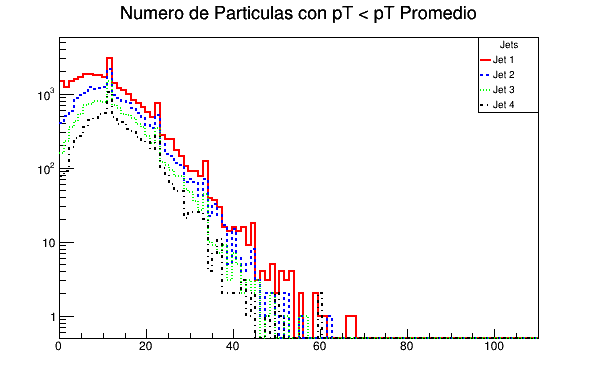 Numero de Particulas con pT < pT Promedio
Jets
Jet 1
Jet 2
Jet 3
Jet 4
10³
10²
10
1
0 20 40 60 80 100